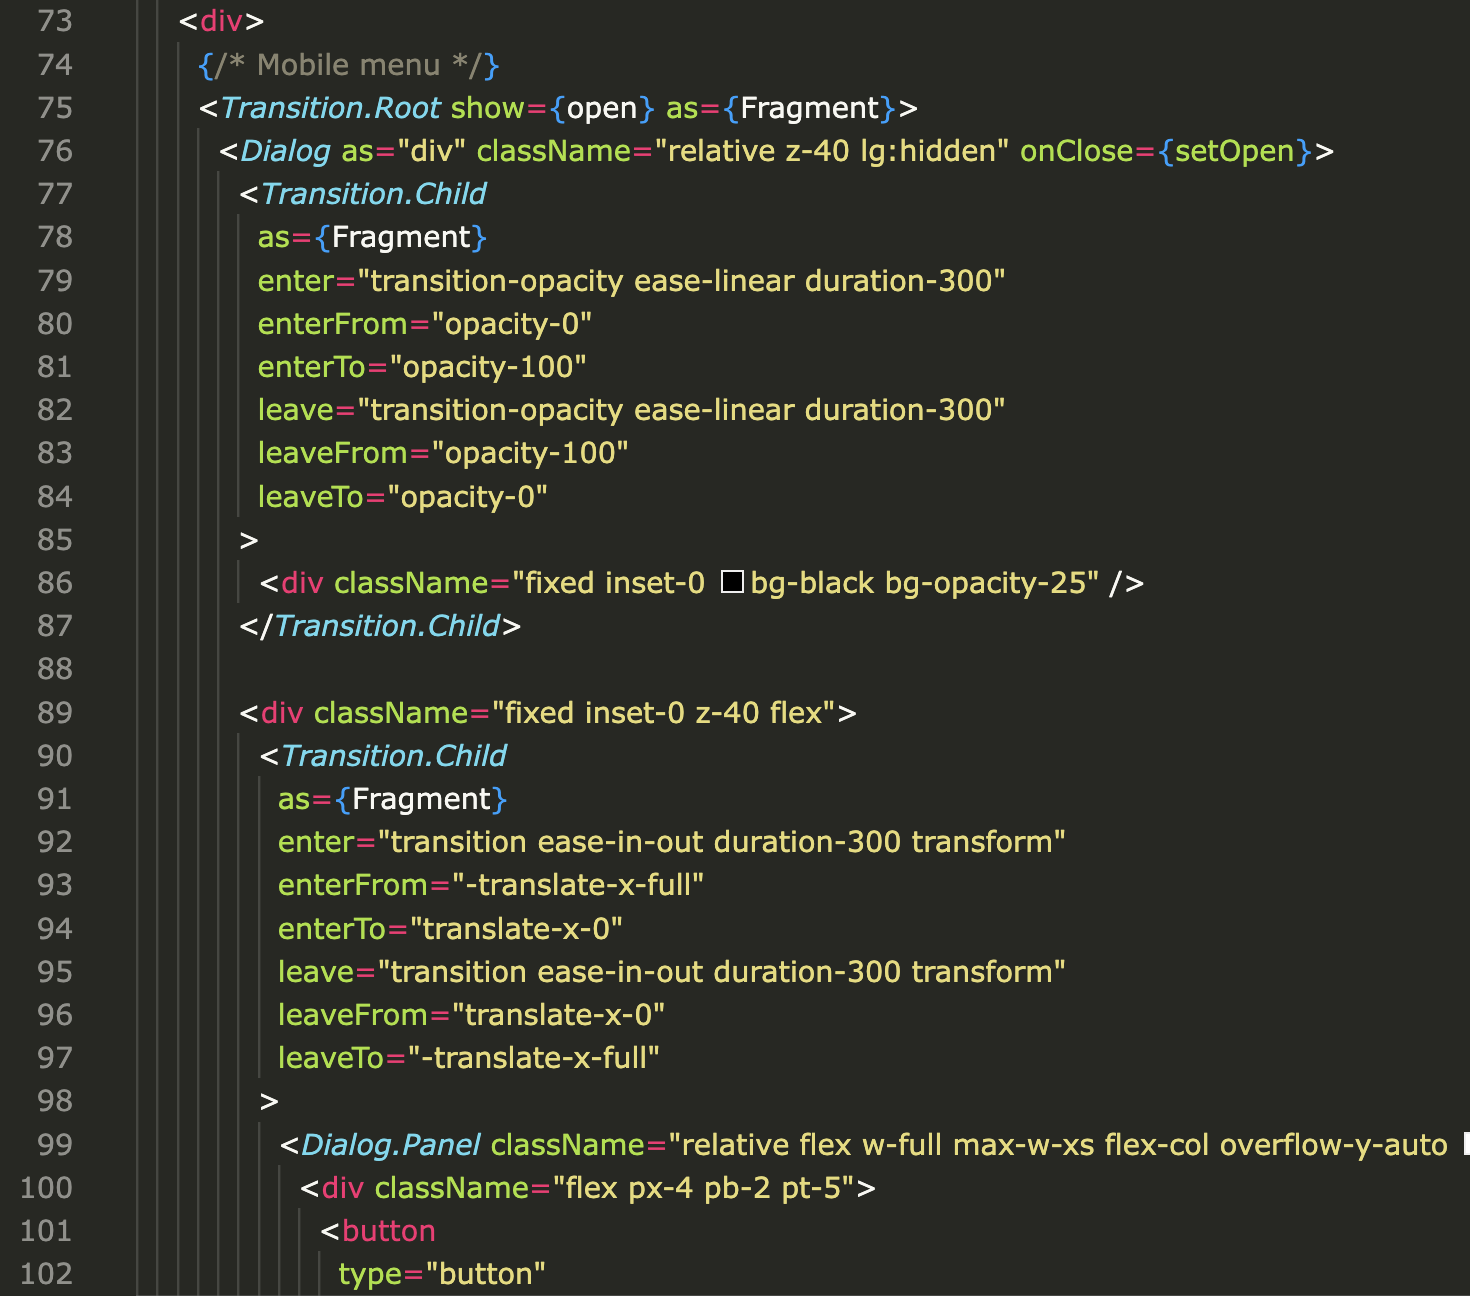 73 <div>
74 {/* Mobile menu */}
75 <Transition.Root show={open} as={Fragment}>
76 <Dialog as="div" className="relative z-40 lg:hidden" onClose={setOpen}>
77 <Transition.Child
78 as={Fragment}
79 enter="transition-opacity ease-linear duration-300"
80 enterFrom="opacity-0"
81 enterTo="opacity-100"
82 leave="transition-opacity ease-linear duration-300"
83 leaveFrom="opacity-100"
84 leaveTo="opacity-0"
85 >
86 <div className="fixed inset-0 bg-black bg-opacity-25" />
87 </Transition.Child>
88
89 <div className="fixed inset-0 z-40 flex">
90 <Transition.Child
91 as={Fragment}
92 enter="transition ease-in-out duration-300 transform"
93 enterFrom="-translate-x-full"
94 enterTo="translate-x-0"
95 leave="transition ease-in-out duration-300 transform"
96 leaveFrom="translate-x-0"
97 leaveTo="-translate-x-full"
98 >
99 <Dialog.Panel className="relative flex w-full max-w-xs flex-col overflow-y-auto
100 <div className="flex px-4 pb-2 pt-5">
101 <button
102 type="button"